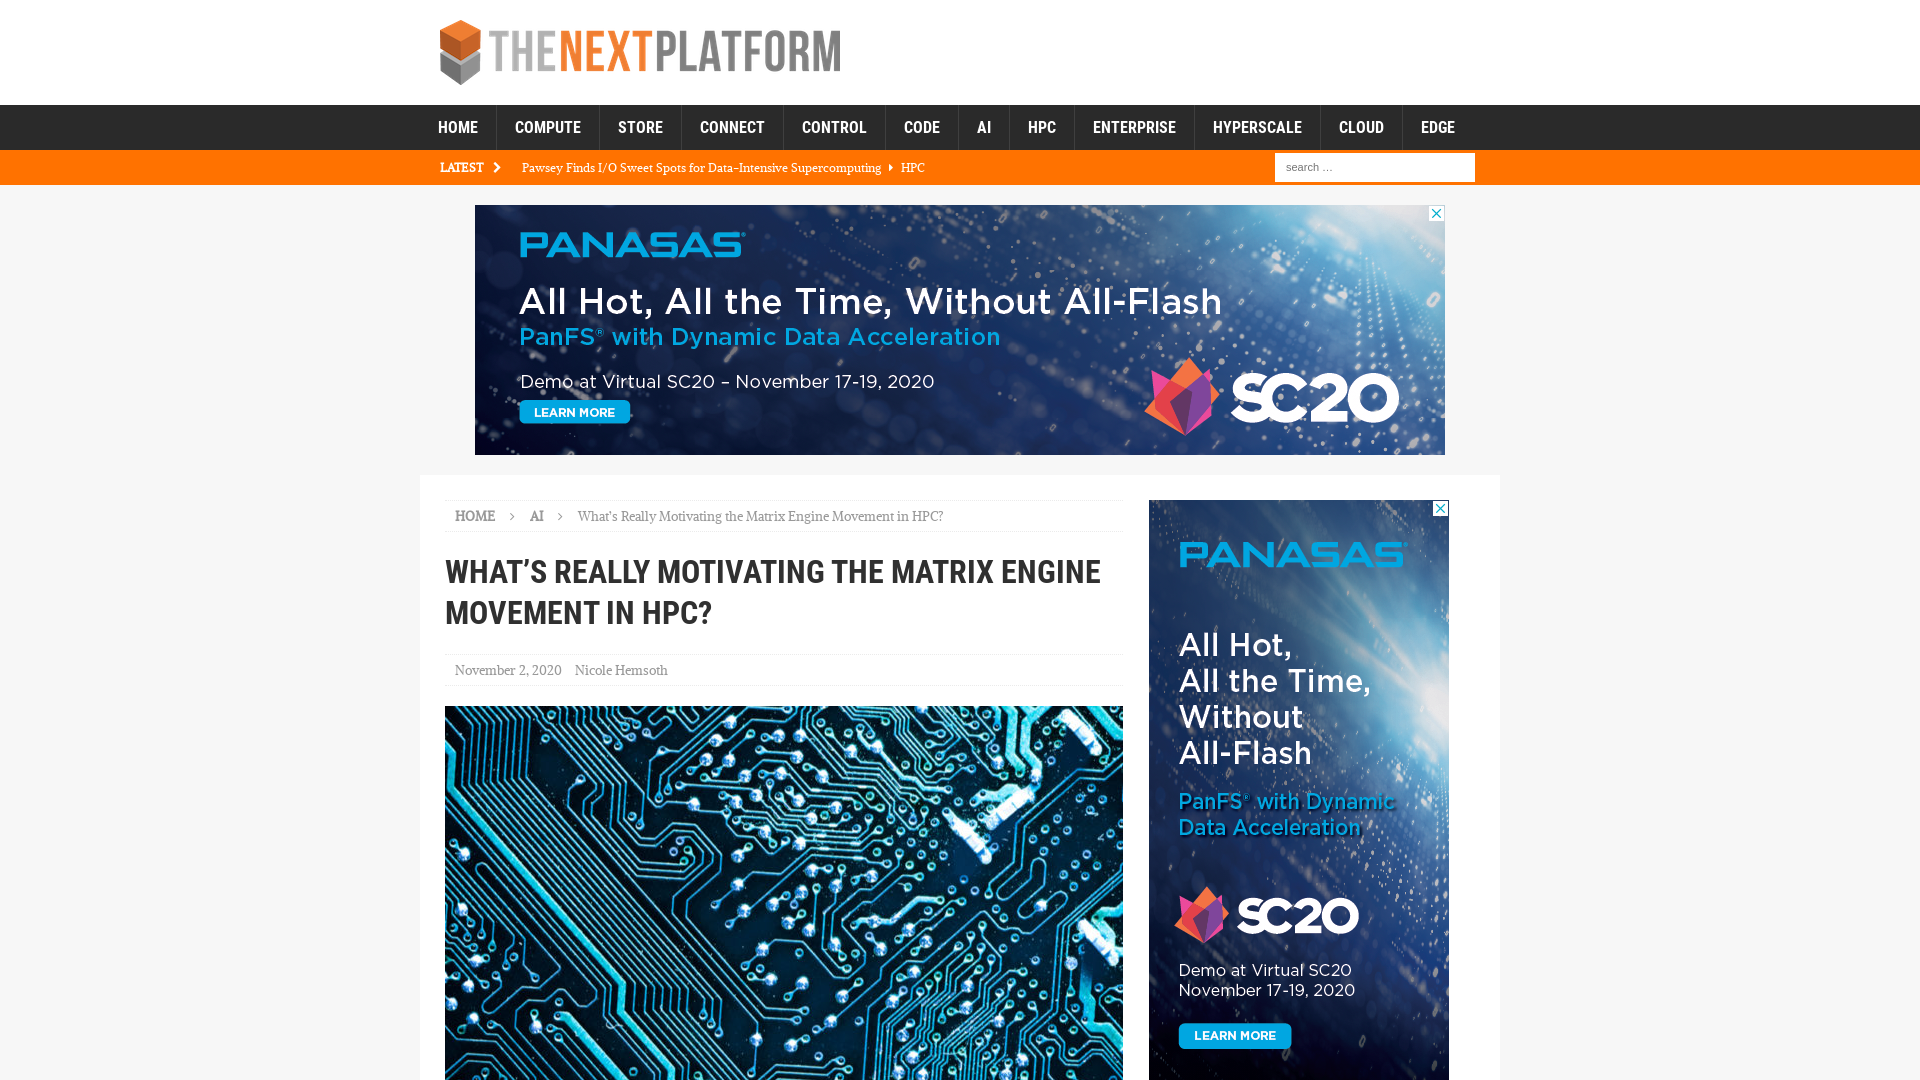 THENEXTPLATFORM
HOME COMPUTE STORE CONNECT CONTROL CODE AI HPC ENTERPRISE HYPERSCALE CLOUD EDGE
LATEST Pawsey Finds I/O Sweet Spots for Data-Intensive Supercomputing HPC search …
PANASAS®
All Hot, All the Time, Without All-Flash
PanFS® with Dynamic Data Acceleration
Demo at Virtual SC20 – November 17-19, 2020
LEARN MORE
SC20
HOME AI What's Really Motivating the Matrix Engine Movement in HPC?
WHAT’S REALLY MOTIVATING THE MATRIX ENGINE
MOVEMENT IN HPC?
November 2, 2020 Nicole Hemsoth
PANASAS®
All Hot,
All the Time,
Without
All-Flash
PanFS® with Dynamic
Data Acceleration
SC20
Demo at Virtual SC20
November 17-19, 2020
LEARN MORE